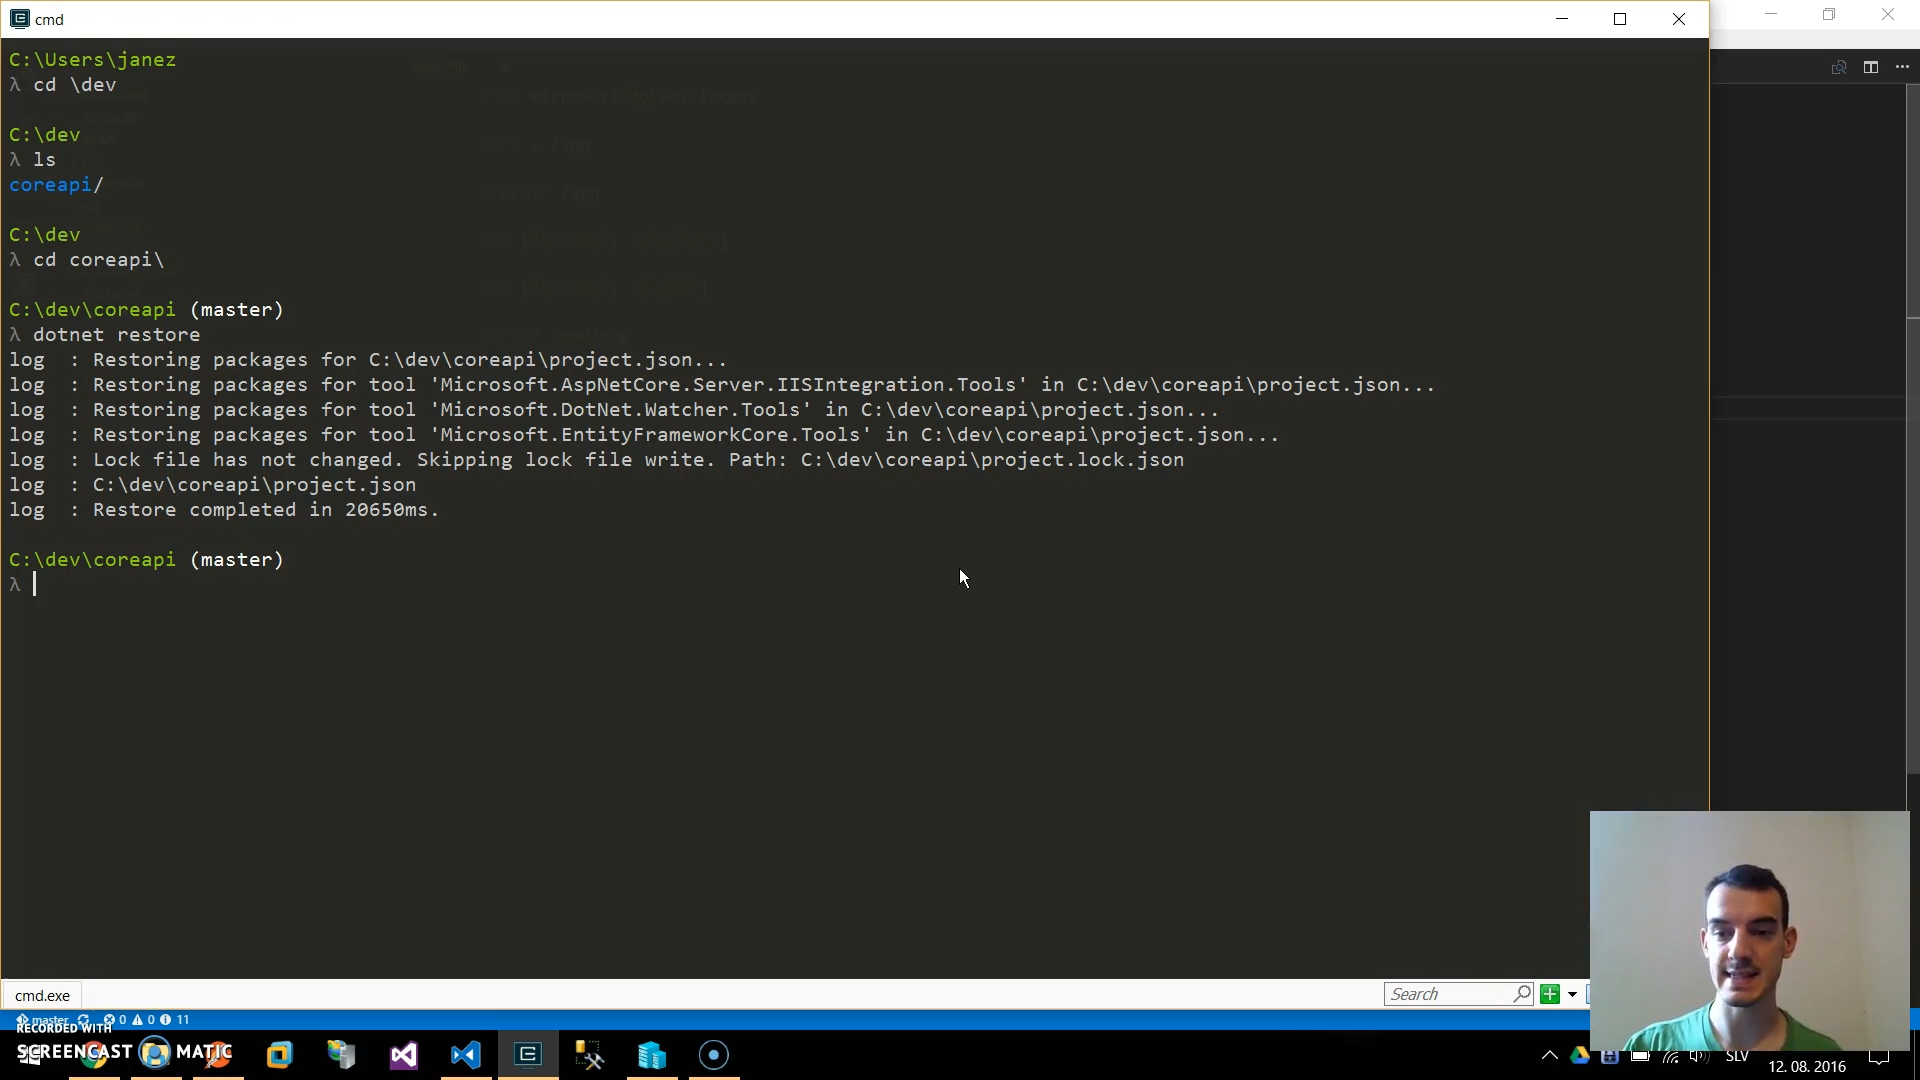 cmd
C:\Users\janez
λ cd \dev
C:\dev
λ ls
coreapi/
C:\dev
λ cd coreapi\
C:\dev\coreapi (master)
λ dotnet restore
log  : Restoring packages for C:\dev\coreapi\project.json...
log  : Restoring packages for tool 'Microsoft.AspNetCore.Server.IISIntegration.Tools' in C:\dev\coreapi\project.json...
log  : Restoring packages for tool 'Microsoft.DotNet.Watcher.Tools' in C:\dev\coreapi\project.json...
log  : Restoring packages for tool 'Microsoft.EntityFrameworkCore.Tools' in C:\dev\coreapi\project.json...
log  : Lock file has not changed. Skipping lock file write. Path: C:\dev\coreapi\project.lock.json
log  : C:\dev\coreapi\project.json
log  : Restore completed in 20650ms.
C:\dev\coreapi (master)
λ
cmd.exe
Search
master 0 0 11
RECORDED WITH
SCREENCAST MATIC
SLV
12. 08. 2016